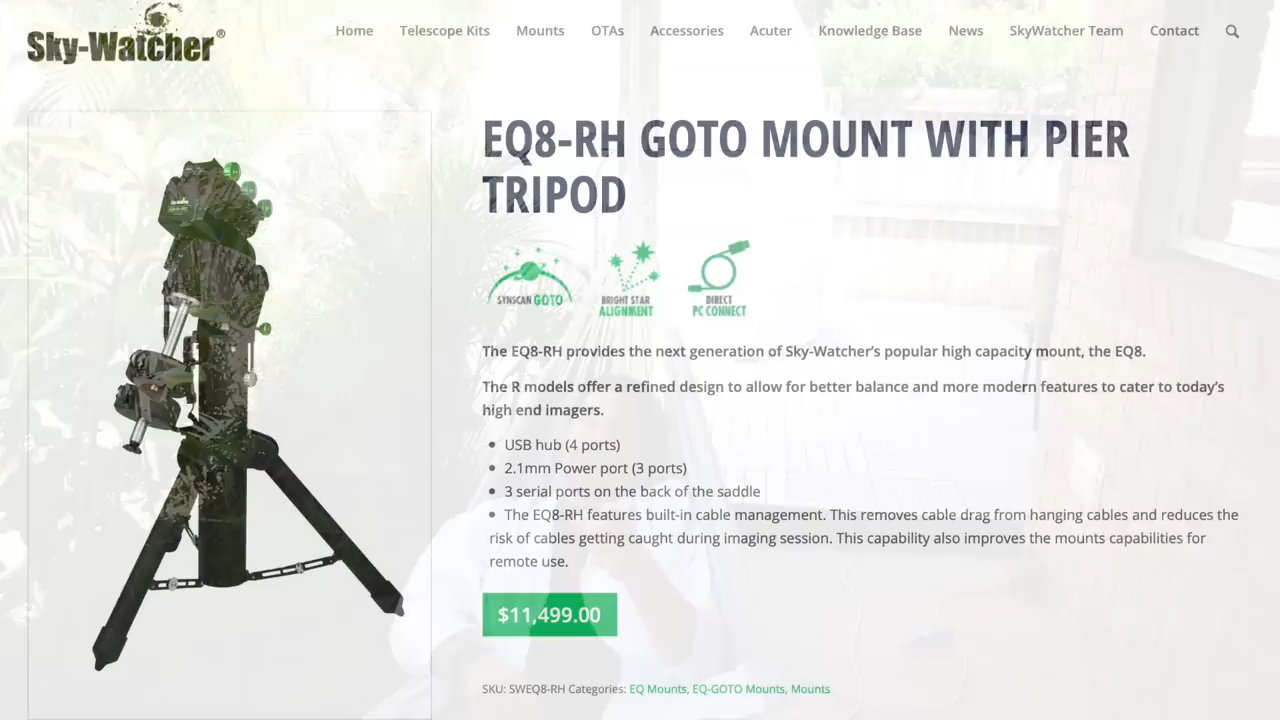 Sky-Watcher®
Home Telescope Kits Mounts OTAs Accessories Acuter Knowledge Base News SkyWatcher Team Contact
EQ8-RH GOTO MOUNT WITH PIER
TRIPOD
SYNSCAN GOTO
BRIGHT STAR
ALIGNMENT
DIRECT
PC CONNECT
The EQ8-RH provides the next generation of Sky-Watcher’s popular high capacity mount, the EQ8.
The R models offer a refined design to allow for better balance and more modern features to cater to today’s
high end imagers.
USB hub (4 ports)
2.1mm Power port (3 ports)
3 serial ports on the back of the saddle
The EQ8-RH features built-in cable management. This removes cable drag from hanging cables and reduces the
risk of cables getting caught during imaging session. This capability also improves the mounts capabilities for
remote use.
$11,499.00
SKU: SWEQ8-RH Categories: EQ Mounts, EQ-GOTO Mounts, Mounts